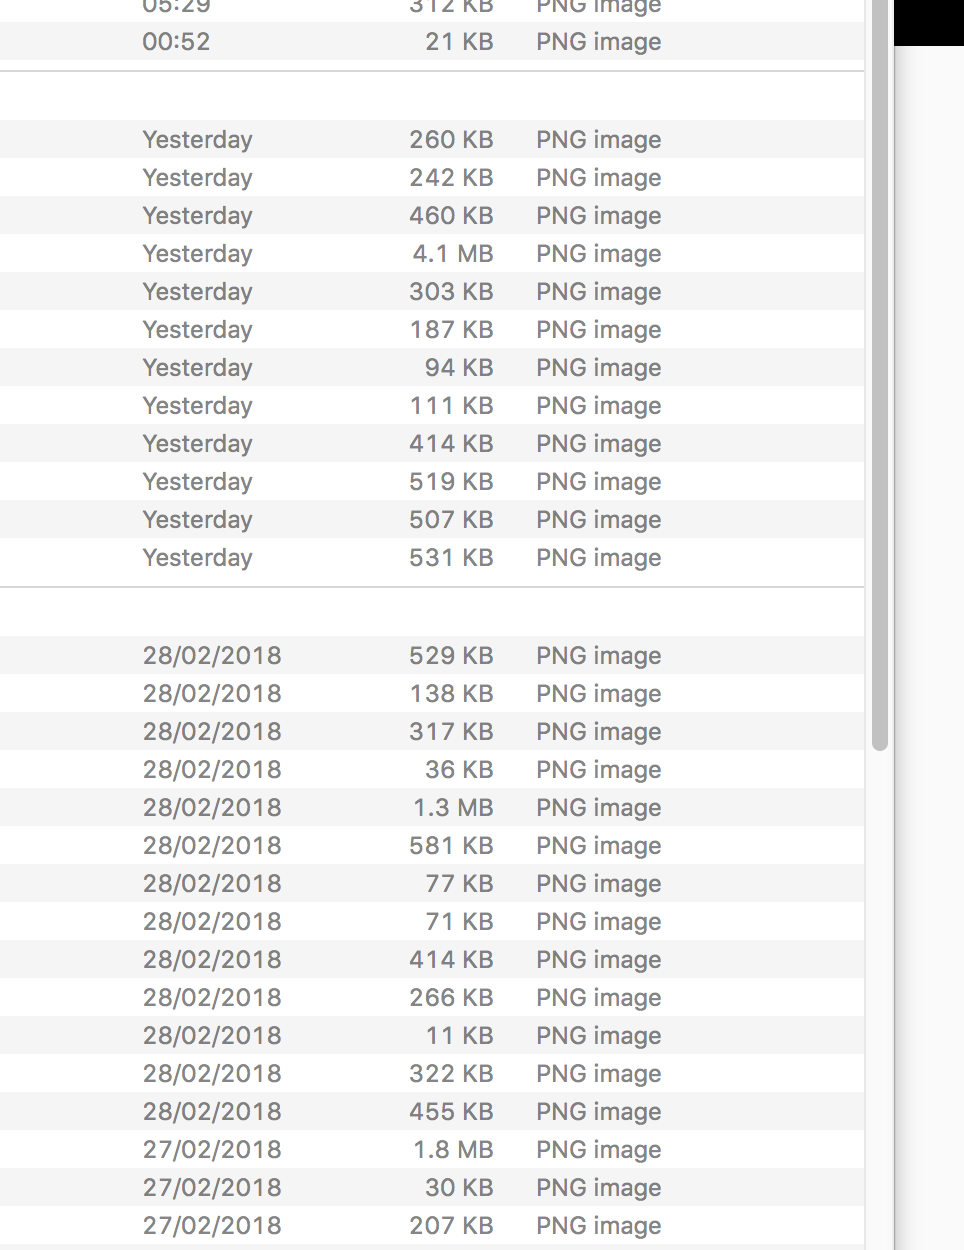 05:29 312 KB PNG image
00:52 21 KB PNG image
Yesterday 260 KB PNG image
Yesterday 242 KB PNG image
Yesterday 460 KB PNG image
Yesterday 4.1 MB PNG image
Yesterday 303 KB PNG image
Yesterday 187 KB PNG image
Yesterday 94 KB PNG image
Yesterday 111 KB PNG image
Yesterday 414 KB PNG image
Yesterday 519 KB PNG image
Yesterday 507 KB PNG image
Yesterday 531 KB PNG image
28/02/2018 529 KB PNG image
28/02/2018 138 KB PNG image
28/02/2018 317 KB PNG image
28/02/2018 36 KB PNG image
28/02/2018 1.3 MB PNG image
28/02/2018 581 KB PNG image
28/02/2018 77 KB PNG image
28/02/2018 71 KB PNG image
28/02/2018 414 KB PNG image
28/02/2018 266 KB PNG image
28/02/2018 11 KB PNG image
28/02/2018 322 KB PNG image
28/02/2018 455 KB PNG image
27/02/2018 1.8 MB PNG image
27/02/2018 30 KB PNG image
27/02/2018 207 KB PNG image